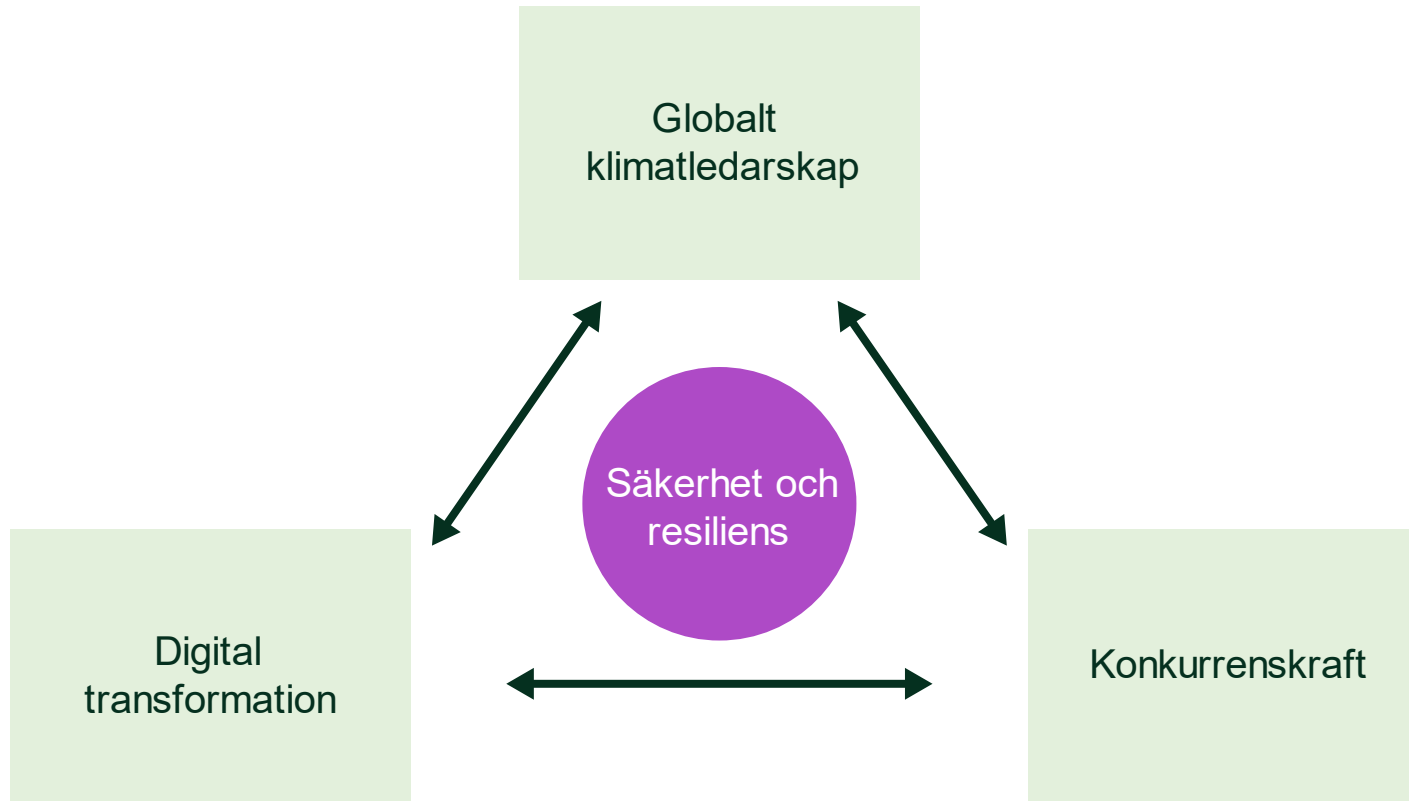 Globalt
klimatledarskap
Säkerhet och
resiliens
Digital
transformation
Konkurrenskraft